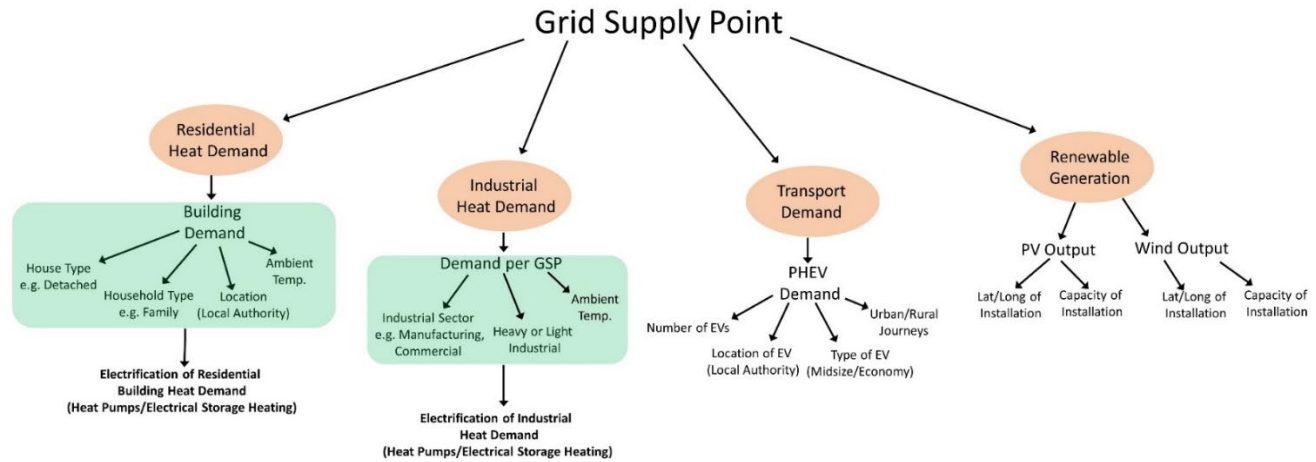 Grid Supply Point
Residential
Heat Demand
Building
Demand
House Type
e.g. Detached
Household Type
e.g. Family
Location
(Local Authority)
Ambient
Temp.
Electrification of Residential
Building Heat Demand
(Heat Pumps/Electrical Storage Heating)
Industrial
Heat Demand
Demand per GSP
Industrial Sector
e.g. Manufacturing,
Commercial
Heavy or Light
Industrial
Ambient
Temp.
Electrification of Industrial
Heat Demand
(Heat Pumps/Electrical Storage Heating)
Transport
Demand
PHEV
Demand
Number of EVs
Location of EV
(Local Authority)
Type of EV
(Midsize/Economy)
Urban/Rural
Journeys
Renewable
Generation
PV Output
Lat/Long of
Installation
Capacity of
Installation
Wind Output
Lat/Long of
Installation
Capacity of
Installation